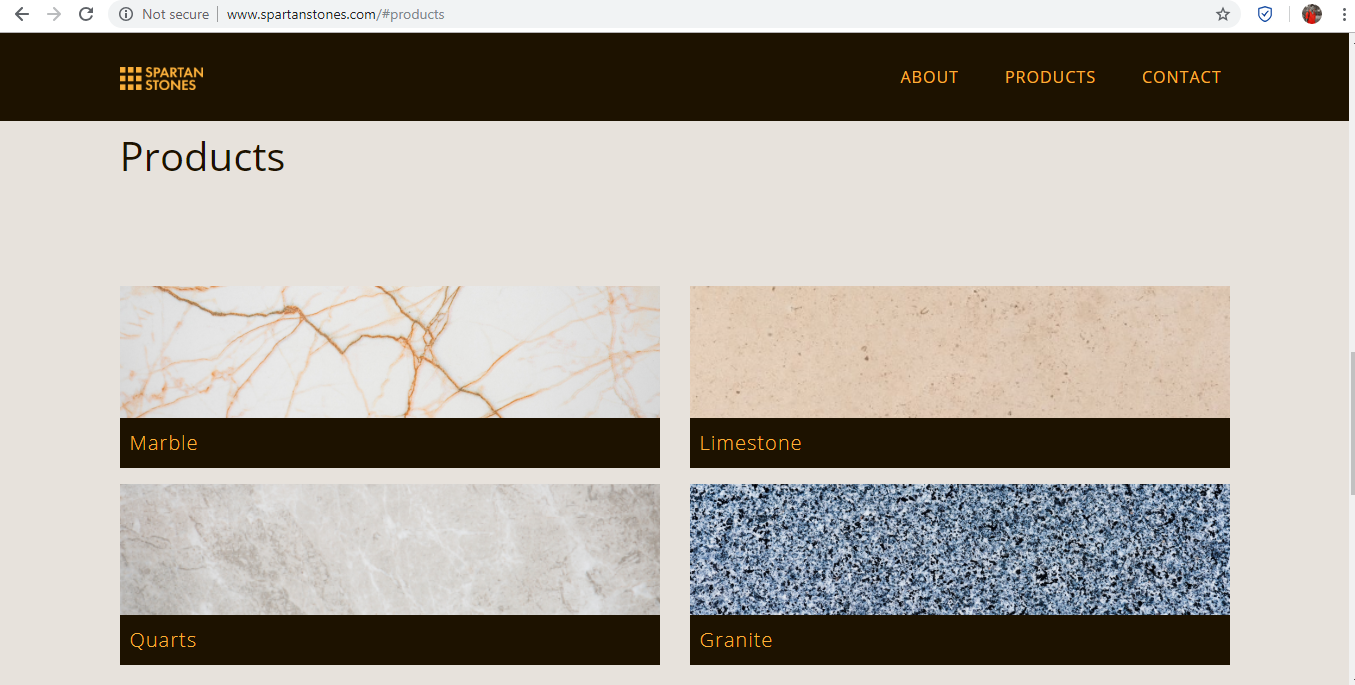 Not secure www.spartanstones.com/#products
SPARTAN
STONES
ABOUT PRODUCTS CONTACT
Products
Marble Limestone
Quarts Granite